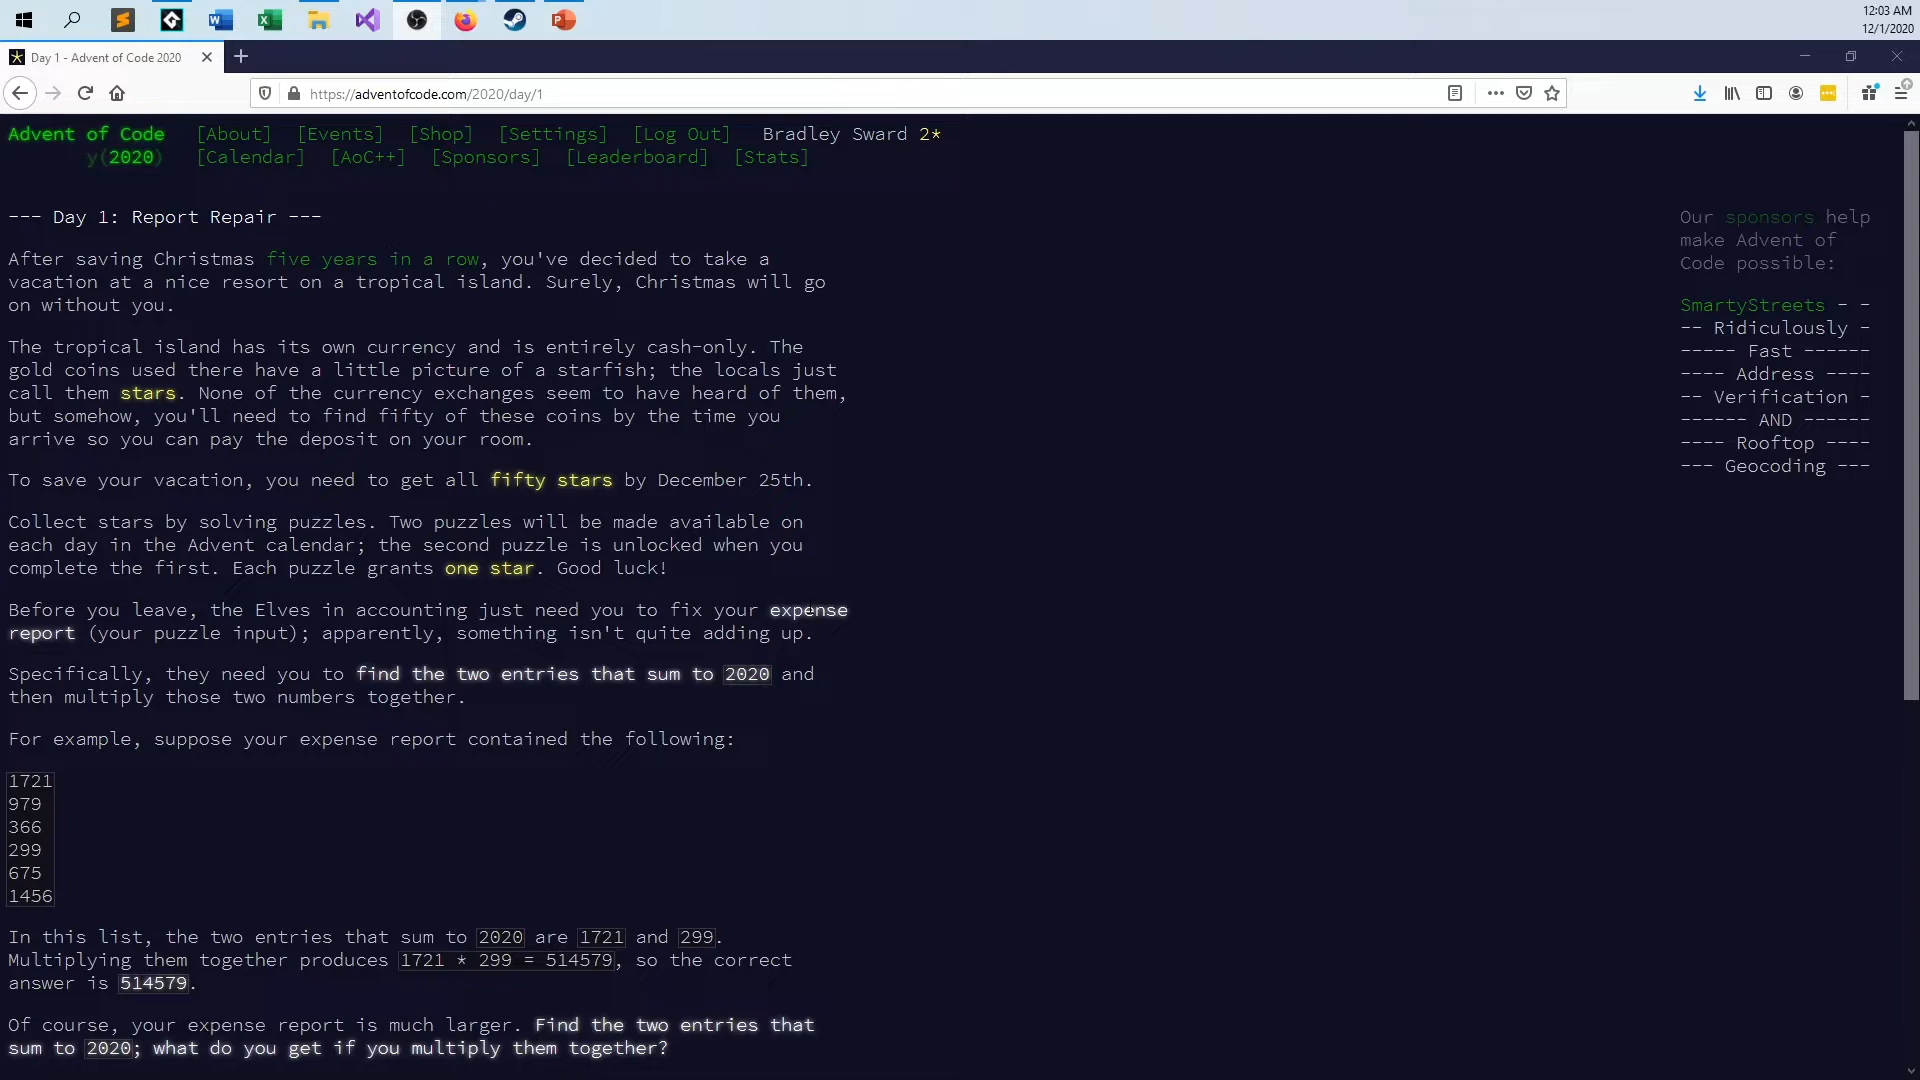 12:03 AM
12/1/2020
Day 1 - Advent of Code 2020
https://adventofcode.com/2020/day/1
Advent of Code [About] [Events] [Shop] [Settings] [Log Out] Bradley Sward 2*
y(2020) [Calendar] [AoC++] [Sponsors] [Leaderboard] [Stats]
--- Day 1: Report Repair ---
After saving Christmas five years in a row, you've decided to take a
vacation at a nice resort on a tropical island. Surely, Christmas will go
on without you.
The tropical island has its own currency and is entirely cash-only. The
gold coins used there have a little picture of a starfish; the locals just
call them stars. None of the currency exchanges seem to have heard of them,
but somehow, you'll need to find fifty of these coins by the time you
arrive so you can pay the deposit on your room.
To save your vacation, you need to get all fifty stars by December 25th.
Collect stars by solving puzzles. Two puzzles will be made available on
each day in the Advent calendar; the second puzzle is unlocked when you
complete the first. Each puzzle grants one star. Good luck!
Before you leave, the Elves in accounting just need you to fix your expense
report (your puzzle input); apparently, something isn't quite adding up.
Specifically, they need you to find the two entries that sum to 2020 and
then multiply those two numbers together.
For example, suppose your expense report contained the following:
1721
979
366
299
675
1456
In this list, the two entries that sum to 2020 are 1721 and 299.
Multiplying them together produces 1721 * 299 = 514579, so the correct
answer is 514579.
Of course, your expense report is much larger. Find the two entries that
sum to 2020; what do you get if you multiply them together?
Our sponsors help
make Advent of
Code possible:
SmartyStreets - -
-- Ridiculously -
----- Fast ------
---- Address ----
-- Verification -
------ AND ------
---- Rooftop ----
--- Geocoding ---